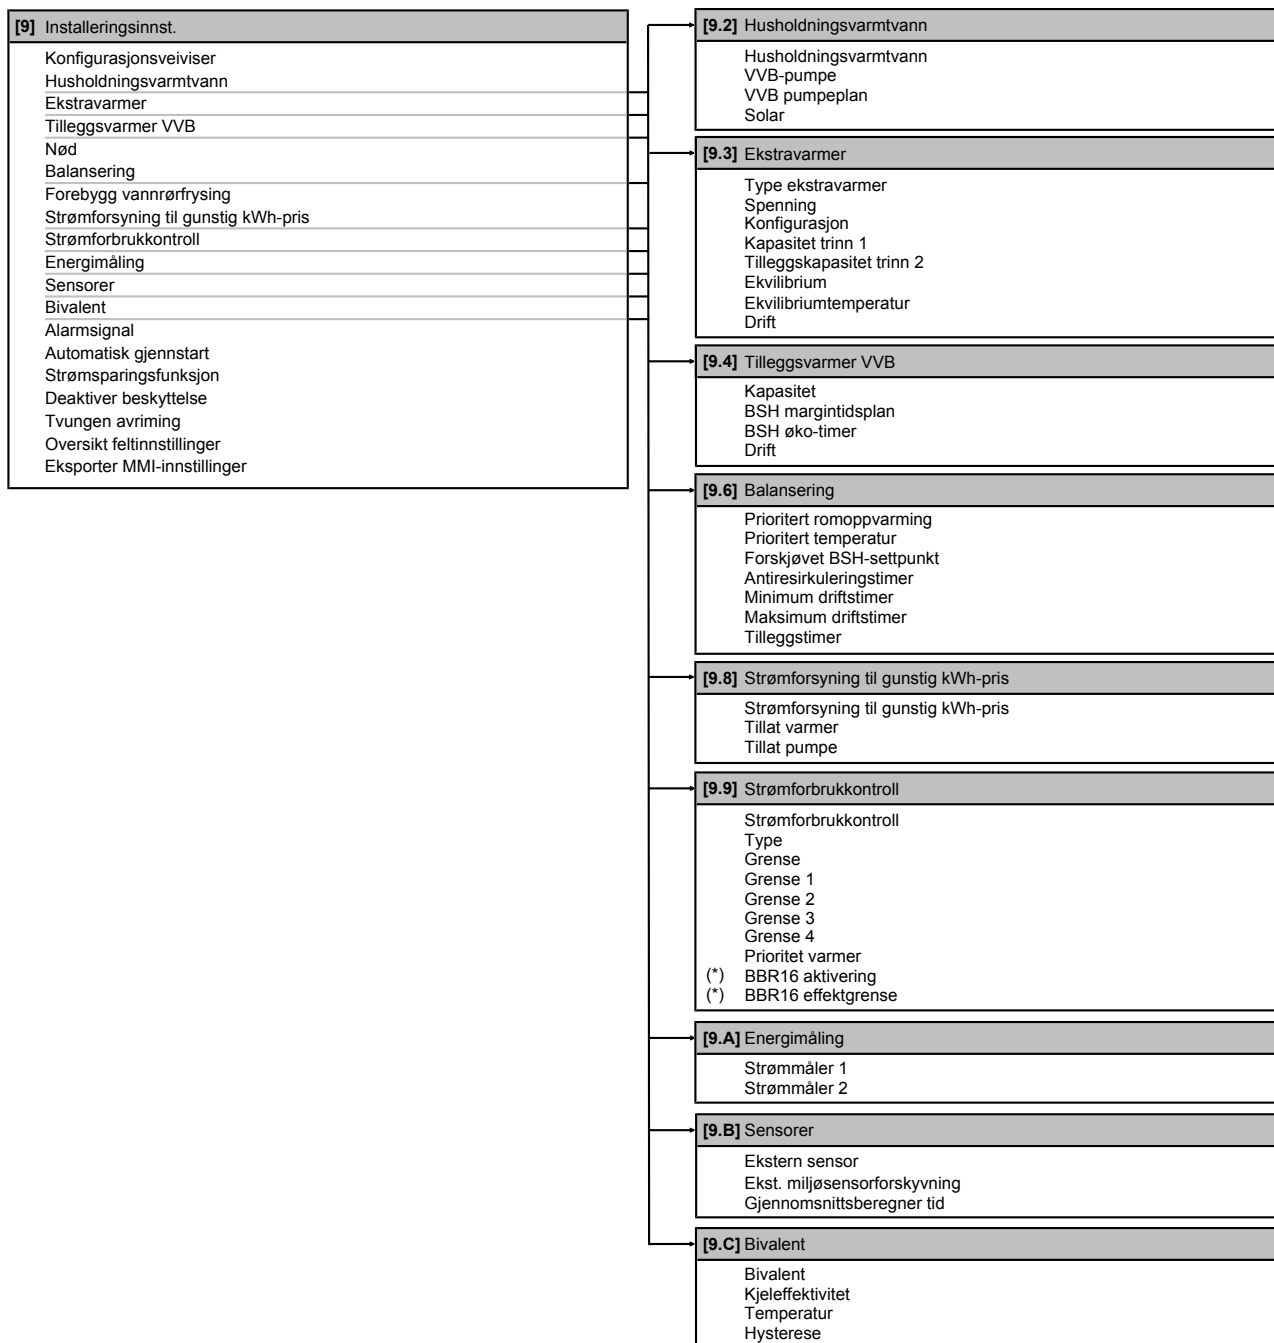 [9] Installeringsinnst.
Konfigurasjonsveiviser
Husholdningsvarmtvann
Ekstravarmer
Tilleggsvarmer VVB
Nød
Balansering
Forebygg vannrørfrysing
Strømforsyning til gunstig kWh-pris
Strømforbrukkontroll
Energimåling
Sensorer
Bivalent
Alarmsignal
Automatisk gjennstart
Strømsparingsfunksjon
Deaktiver beskyttelse
Tvungen avriming
Oversikt feltinnstillinger
Eksporter MMI-innstillinger
[9.2] Husholdningsvarmtvann
Husholdningsvarmtvann
VVB-pumpe
VVB pumpeplan
Solar
[9.3] Ekstravarmer
Type ekstravarmer
Spenning
Konfigurasjon
Kapasitet trinn 1
Tilleggskapasitet trinn 2
Ekvilibrium
Ekvilibriumtemperatur
Drift
[9.4] Tilleggsvarmer VVB
Kapasitet
BSH margintidsplan
BSH øko-timer
Drift
[9.6] Balansering
Prioritert romoppvarming
Prioritert temperatur
Forskjøvet BSH-settpunkt
Antiresirkuleringstimer
Minimum driftstimer
Maksimum driftstimer
Tilleggstimer
[9.8] Strømforsyning til gunstig kWh-pris
Strømforsyning til gunstig kWh-pris
Tillat varmer
Tillat pumpe
[9.9] Strømforbrukkontroll
Strømforbrukkontroll
Type
Grense
Grense 1
Grense 2
Grense 3
Grense 4
Prioritet varmer
(*) BBR16 aktivering
(*) BBR16 effektgrense
[9.A] Energimåling
Strømmåler 1
Strømmåler 2
[9.B] Sensorer
Ekstern sensor
Ekst. miljøsensorforskyvning
Gjennomsnittsberegner tid
[9.C] Bivalent
Bivalent
Kjeleffektivitet
Temperatur
Hysterese